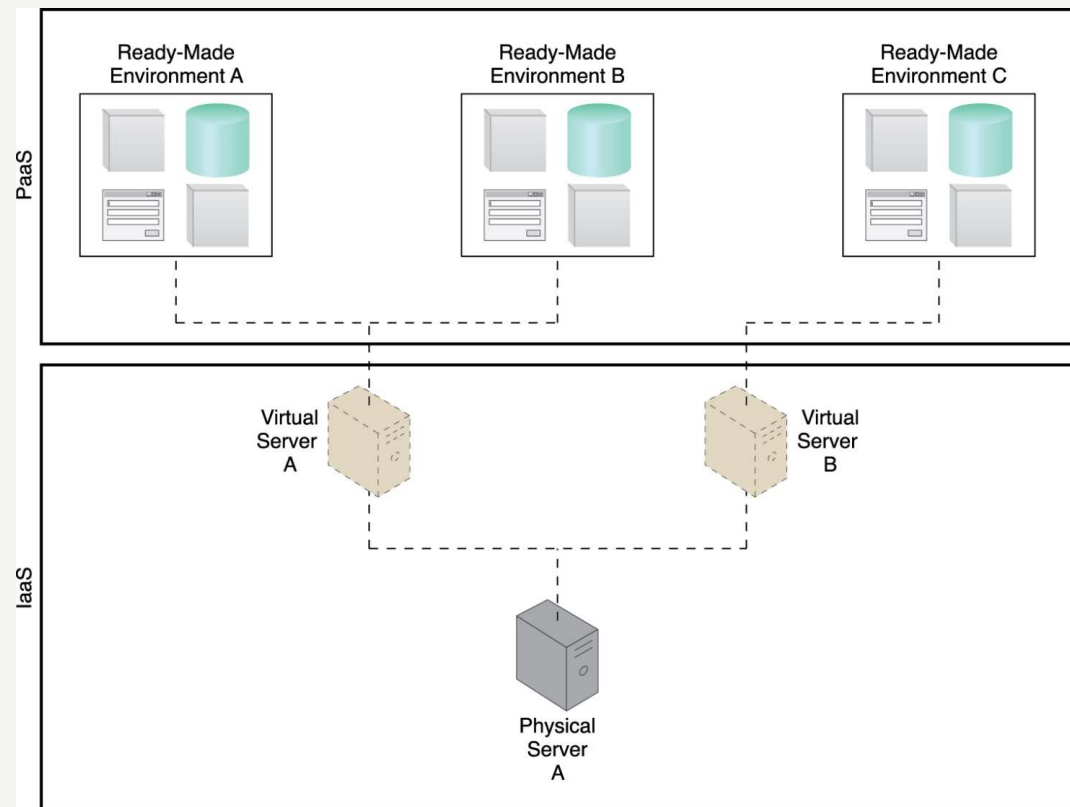 Ready-Made
Environment A
Ready-Made
Environment B
Ready-Made
Environment C
PaaS
Virtual
Server
A
Virtual
Server
B
IaaS
Physical
Server
A